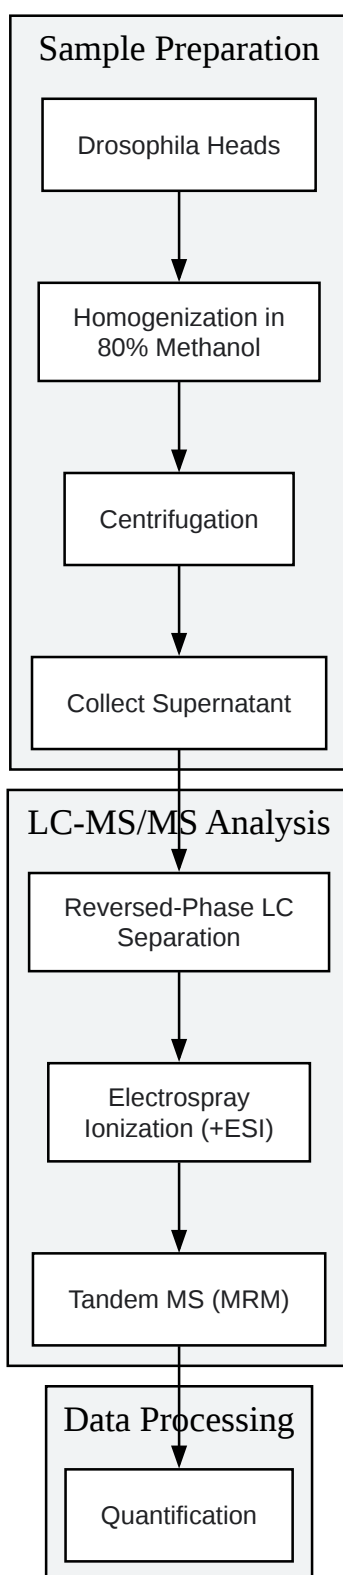 Sample Preparation
Drosophila Heads
Homogenization in
80% Methanol
Centrifugation
Collect Supernatant
LC-MS/MS Analysis
Reversed-Phase LC
Separation
Electrospray
Ionization (+ESI)
Tandem MS (MRM)
Data Processing
Quantification